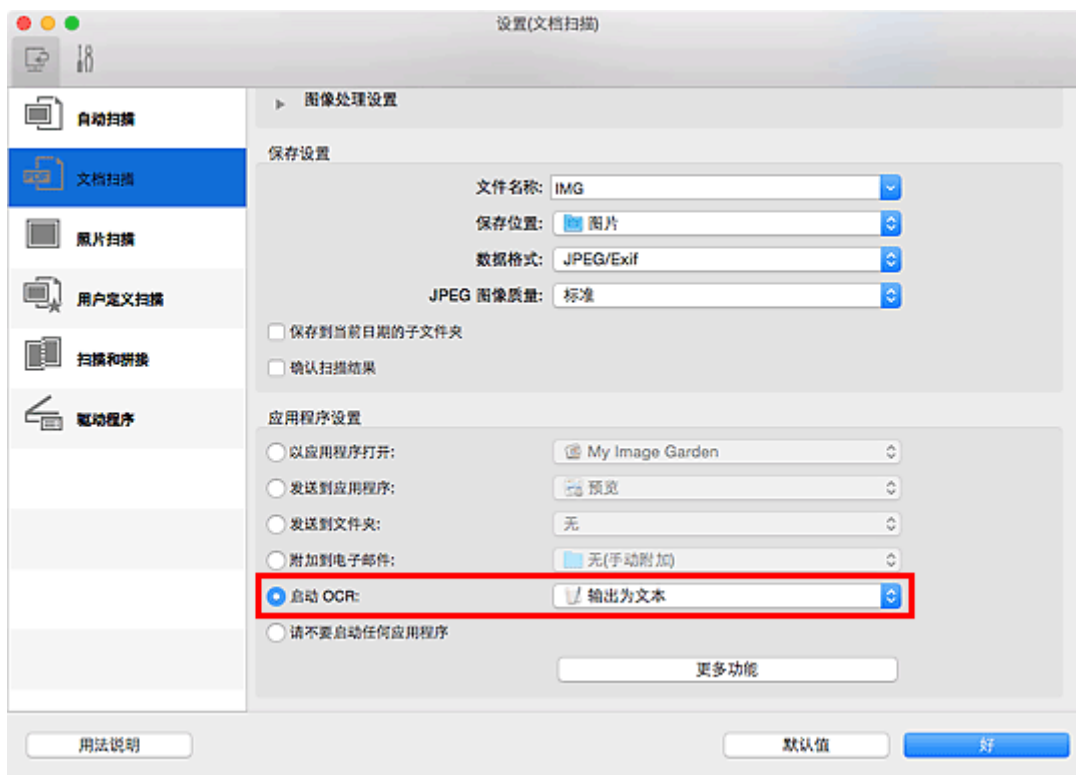 设置(文档扫描)
自动扫描
PDF 文档扫描
照片扫描
用户定义扫描
扫描和拼接
驱动程序
图像处理设置
保存设置
文件名称: IMG
保存位置: 图片
数据格式: JPEG/Exif
JPEG 图像质量: 标准
保存到当前日期的子文件夹
确认扫描结果
应用程序设置
以应用程序打开: My Image Garden
发送到应用程序: 预览
发送到文件夹: 无
附加到电子邮件: 无(手动附加)
启动 OCR: 输出为文本
请不要启动任何应用程序
更多功能
用法说明 默认值 好